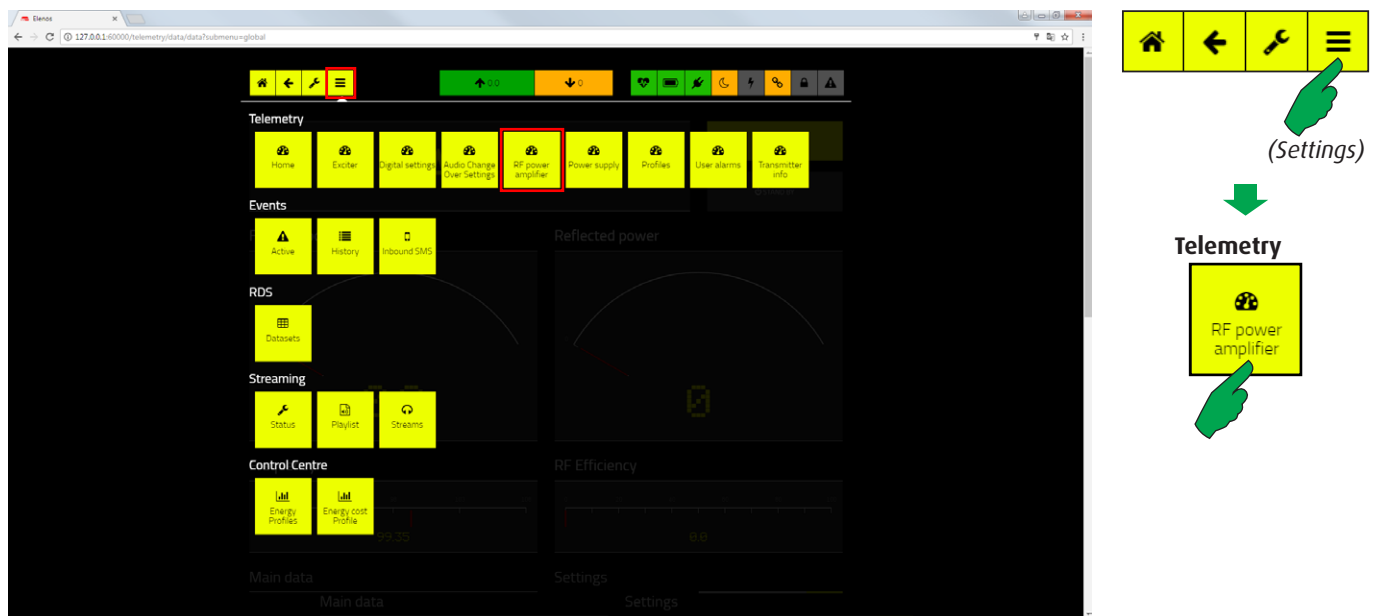 Elenos
127.0.0.1:60000/telemetry/data/data?submenu=global
0.0
0
Telemetry
Home
Exciter
Digital settings
Audio Change
Over Settings
RF power
amplifier
Power supply
Profiles
User alarms
Transmitter
info
Events
Active
History
Inbound SMS
Reflected power
RDS
Datasets
Streaming
Status
Playlist
Streams
0
Control Centre
RF Efficiency
Energy
Profiles
Energy cost
Profile
99.35
0.0
Main data
Settings
Main data
Settings
(Settings)
Telemetry
RF power
amplifier